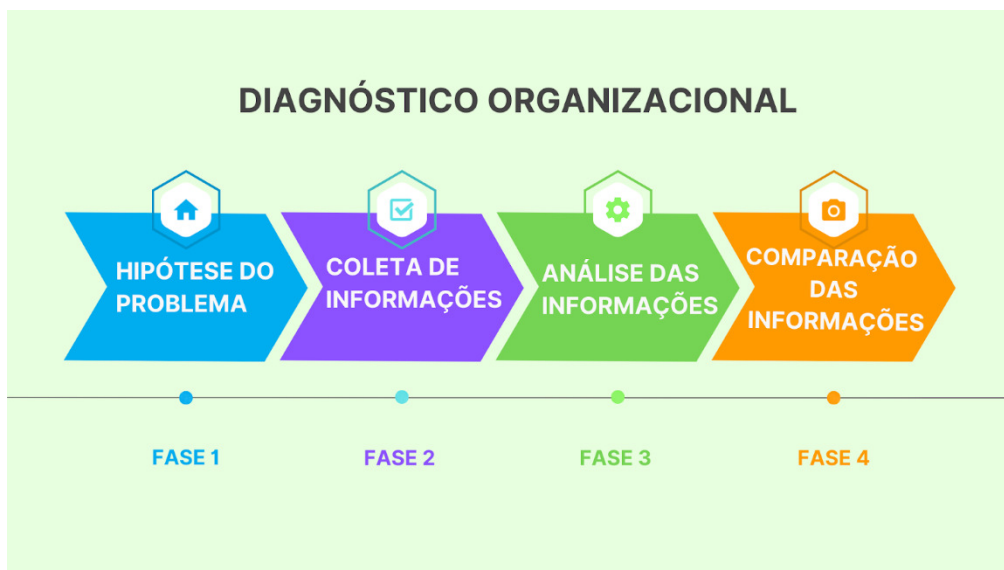 DIAGNÓSTICO ORGANIZACIONAL
HIPÓTESE DO
PROBLEMA
COLETA DE
INFORMAÇÕES
ANÁLISE DAS
INFORMAÇÕES
COMPARAÇÃO
DAS
INFORMAÇÕES
FASE 1
FASE 2
FASE 3
FASE 4